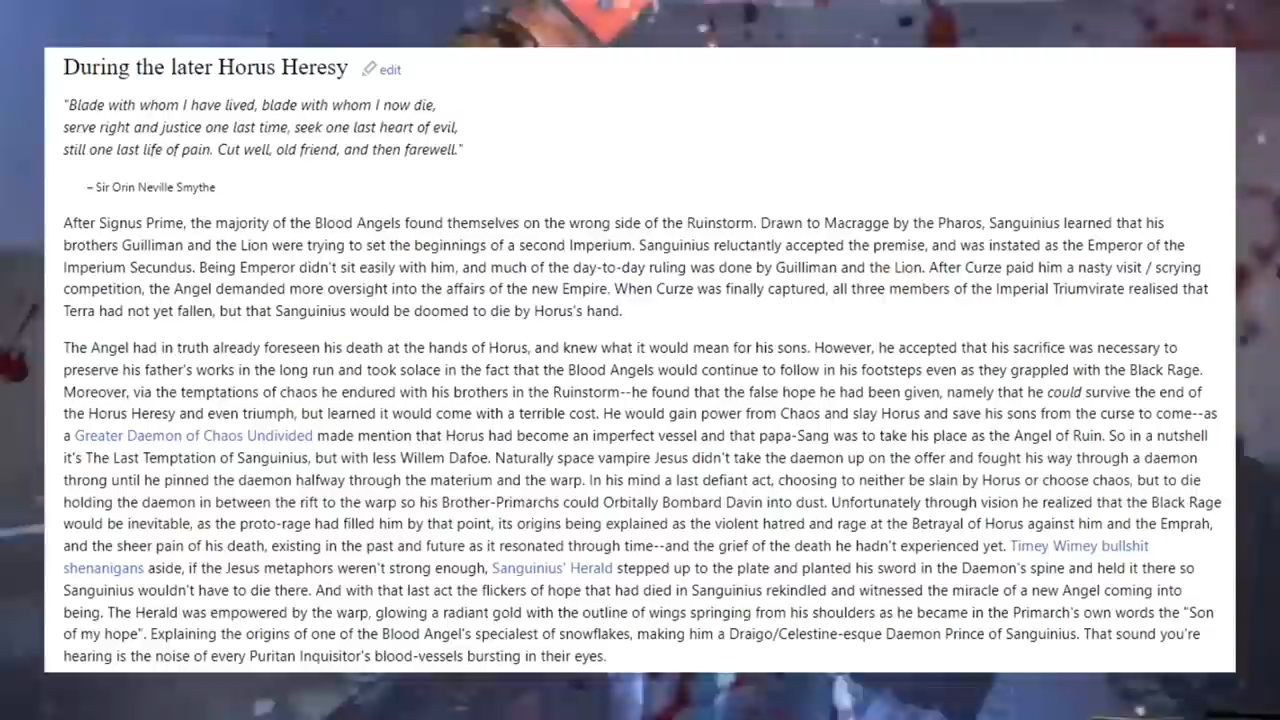 During the later Horus Heresy edit
"Blade with whom I have lived, blade with whom I now die,
serve right and justice one last time, seek one last heart of evil,
still one last life of pain. Cut well, old friend, and then farewell."
– Sir Orin Neville Smythe
After Signus Prime, the majority of the Blood Angels found themselves on the wrong side of the Ruinstorm. Drawn to Macragge by the Pharos, Sanguinius learned that his
brothers Guilliman and the Lion were trying to set the beginnings of a second Imperium. Sanguinius reluctantly accepted the premise, and was instated as the Emperor of the
Imperium Secundus. Being Emperor didn't sit easily with him, and much of the day-to-day ruling was done by Guilliman and the Lion. After Curze paid him a nasty visit / scrying
competition, the Angel demanded more oversight into the affairs of the new Empire. When Curze was finally captured, all three members of the Imperial Triumvirate realised that
Terra had not yet fallen, but that Sanguinius would be doomed to die by Horus's hand.
The Angel had in truth already foreseen his death at the hands of Horus, and knew what it would mean for his sons. However, he accepted that his sacrifice was necessary to
preserve his father's works in the long run and took solace in the fact that the Blood Angels would continue to follow in his footsteps even as they grappled with the Black Rage.
Moreover, via the temptations of chaos he endured with his brothers in the Ruinstorm--he found that the false hope he had been given, namely that he could survive the end of
the Horus Heresy and even triumph, but learned it would come with a terrible cost. He would gain power from Chaos and slay Horus and save his sons from the curse to come--as
a Greater Daemon of Chaos Undivided made mention that Horus had become an imperfect vessel and that papa-Sang was to take his place as the Angel of Ruin. So in a nutshell
it's The Last Temptation of Sanguinius, but with less Willem Dafoe. Naturally space vampire Jesus didn't take the daemon up on the offer and fought his way through a daemon
throng until he pinned the daemon halfway through the materium and the warp. In his mind a last defiant act, choosing to neither be slain by Horus or choose chaos, but to die
holding the daemon in between the rift to the warp so his Brother-Primarchs could Orbitally Bombard Davin into dust. Unfortunately through vision he realized that the Black Rage
would be inevitable, as the proto-rage had filled him by that point, its origins being explained as the violent hatred and rage at the Betrayal of Horus against him and the Emprah,
and the sheer pain of his death, existing in the past and future as it resonated through time--and the grief of the death he hadn't experienced yet. Timey Wimey bullshit
shenanigans aside, if the Jesus metaphors weren't strong enough, Sanguinius' Herald stepped up to the plate and planted his sword in the Daemon's spine and held it there so
Sanguinius wouldn't have to die there. And with that last act the flickers of hope that had died in Sanguinius rekindled and witnessed the miracle of a new Angel coming into
being. The Herald was empowered by the warp, glowing a radiant gold with the outline of wings springing from his shoulders as he became in the Primarch's own words the "Son
of my hope". Explaining the origins of one of the Blood Angel's specialest of snowflakes, making him a Draigo/Celestine-esque Daemon Prince of Sanguinius. That sound you're
hearing is the noise of every Puritan Inquisitor's blood-vessels bursting in their eyes.